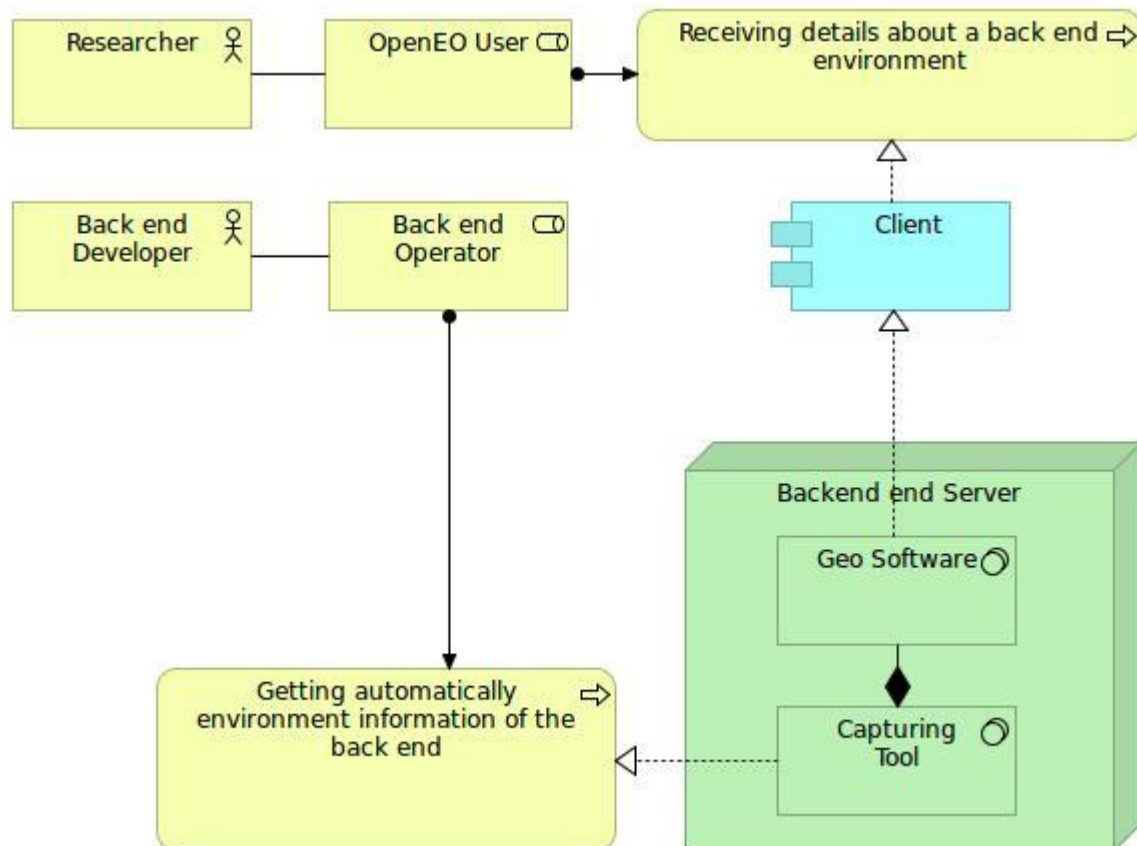 Researcher
OpenEO User
Receiving details about a back end
environment
Back end
Developer
Back end
Operator
Client
Backend end Server
Geo Software
Getting automatically
environment information of the
back end
Capturing
Tool